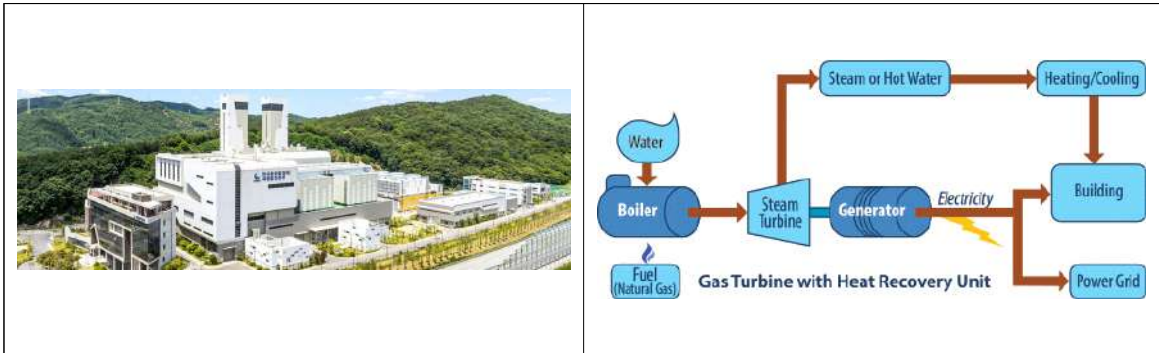 Steam or Hot Water
Heating/Cooling
Water
Boiler
Steam
Turbine
Generator
Electricity
Building
Fuel
(Natural Gas)
Gas Turbine with Heat Recovery Unit
Power Grid